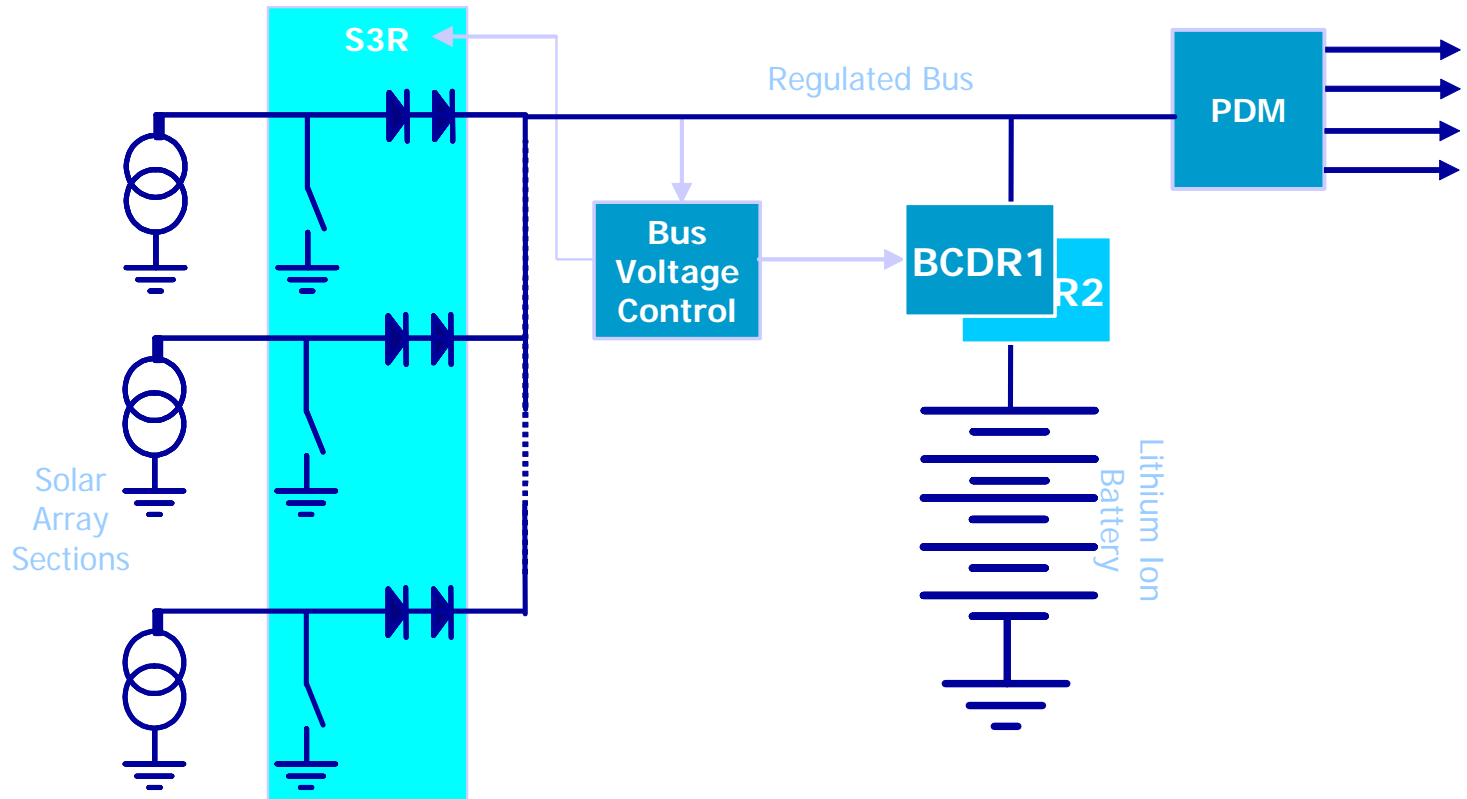 S3R
Regulated Bus
PDM
Bus
Voltage
Control
BCDR1
R2
Solar
Array
Sections
Lithium Ion
Battery